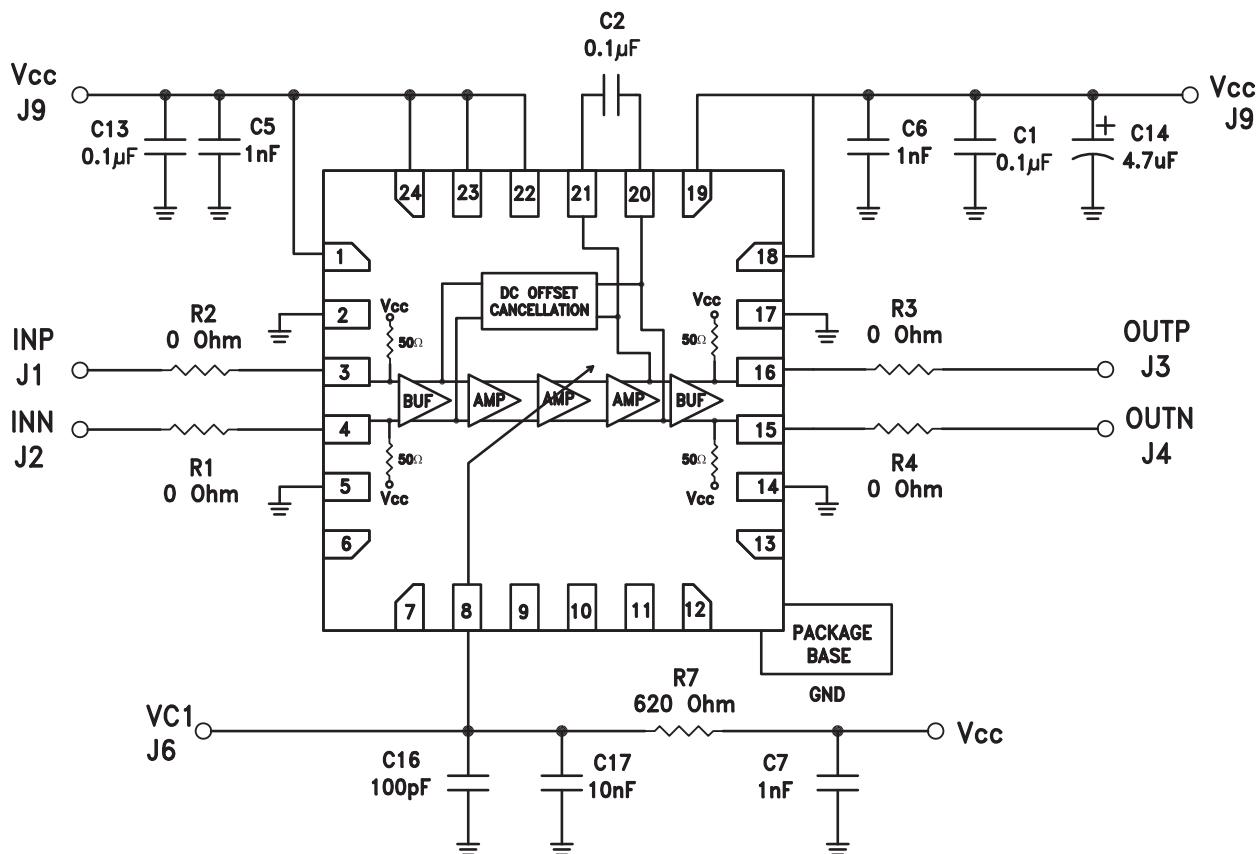 C2
0.1µF
Vcc
J9
C13
0.1µF
C5
1nF
C6
1nF
C1
0.1µF
+
C14
4.7uF
Vcc
J9
24
23
22
21
20
19
1
18
DC OFFSET
CANCELLATION
2
Vcc
Vcc
17
50Ω
50Ω
R2
0 Ohm
R3
0 Ohm
INP
J1
OUTP
J3
3
16
BUF
AMP
AMP
AMP
BUF
INN
J2
OUTN
J4
4
15
50Ω
50Ω
R1
0 Ohm
R4
0 Ohm
5
Vcc
Vcc
14
6
13
7
8
9
10
11
12
PACKAGE
BASE
GND
R7
620 Ohm
VC1
J6
Vcc
C16
100pF
C17
10nF
C7
1nF